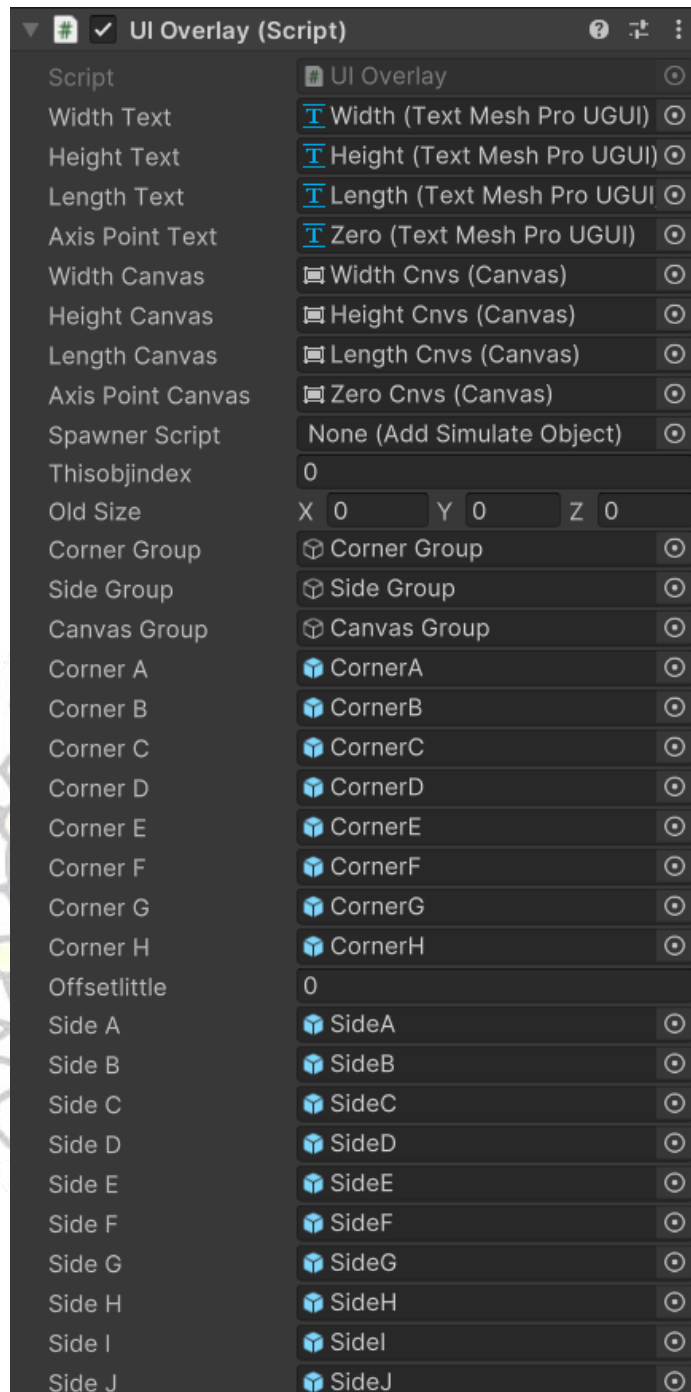 UI Overlay (Script)
Script UI Overlay
Width Text Width (Text Mesh Pro UGUI)
Height Text Height (Text Mesh Pro UGUI)
Length Text Length (Text Mesh Pro UGUI
Axis Point Text Zero (Text Mesh Pro UGUI)
Width Canvas Width Cnvs (Canvas)
Height Canvas Height Cnvs (Canvas)
Length Canvas Length Cnvs (Canvas)
Axis Point Canvas Zero Cnvs (Canvas)
Spawner Script None (Add Simulate Object)
Thisobjindex 0
Old Size X 0 Y 0 Z 0
Corner Group Corner Group
Side Group Side Group
Canvas Group Canvas Group
Corner A CornerA
Corner B CornerB
Corner C CornerC
Corner D CornerD
Corner E CornerE
Corner F CornerF
Corner G CornerG
Corner H CornerH
Offsetlittle 0
Side A SideA
Side B SideB
Side C SideC
Side D SideD
Side E SideE
Side F SideF
Side G SideG
Side H SideH
Side I SideI
Side J SideJ